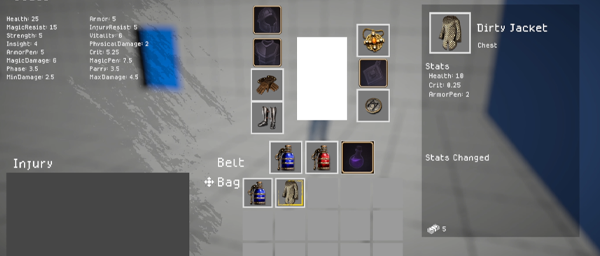 Health: 25
MagicResist: 15
Strength: 5
Insight: 4
ArmorPen: 5
MagicDamage: 6
Phase: 3.5
MinDamage: 2.5
Armor: 5
InjuryResist: 5
Vitality: 6
PhysicalDamage: 2
Crit: 5.25
MagicPen: 7.5
Parry: 3.5
MaxDamage: 4.5
Dirty Jacket
Chest
Stats
Health: 10
Crit: 0.25
ArmorPen: 2
Stats Changed
5
Injury
Belt
Bag